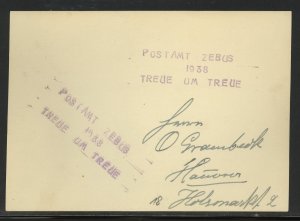 POSTAMT ZEBUS
1938
TREUE UM TREUE
POSTAMT ZEBUS
1938
TREUE UM TREUE
Herrn
O Grambeck
Hannover
Holzmarkt 2